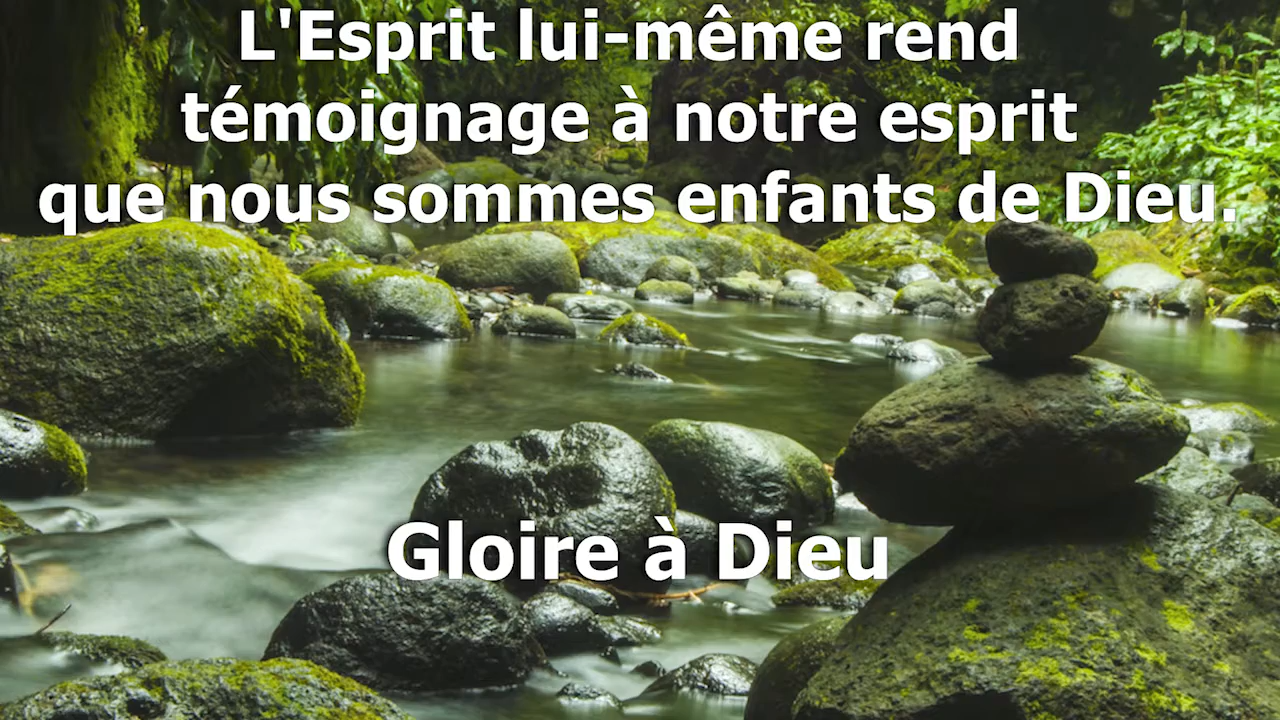 L'Esprit lui-même rend
témoignage à notre esprit
que nous sommes enfants de Dieu.
Gloire à Dieu